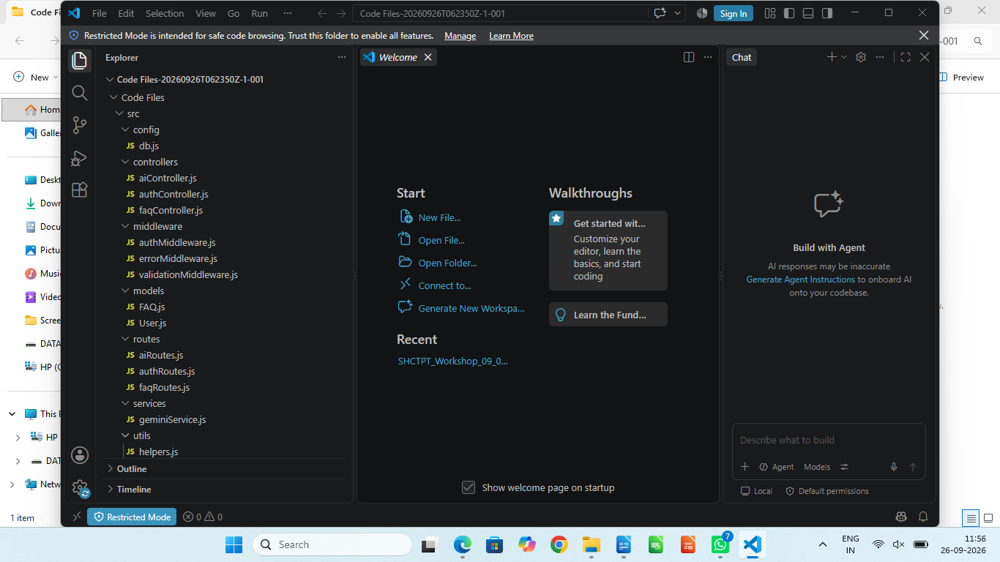 Code Fi
File Edit Selection View Go Run ··· Code Files-20260926T062350Z-1-001 Sign In
Restricted Mode is intended for safe code browsing. Trust this folder to enable all features. Manage Learn More
-001
New
Preview
Hom
Galle
Deskt
Down
Docu
Pictu
Music
Video
Scree
DATA
HP (C
This P
HP
DAT
Netw
1 item
Explorer
Code Files-20260926T062350Z-1-001
Code Files
src
config
JS db.js
controllers
JS aiController.js
JS authController.js
JS faqController.js
middleware
JS authMiddleware.js
JS errorMiddleware.js
JS validationMiddleware.js
models
JS FAQ.js
JS User.js
routes
JS aiRoutes.js
JS authRoutes.js
JS faqRoutes.js
services
JS geminiService.js
utils
JS helpers.js
Outline
Timeline
Welcome
Start
New File...
Open File...
Open Folder...
Connect to...
Generate New Workspa...
Recent
SHCTPT_Workshop_09_0...
Walkthroughs
Get started wit...
Customize your
editor, learn the
basics, and start
coding
Learn the Fund...
Show welcome page on startup
Chat
Build with Agent
AI responses may be inaccurate
Generate Agent Instructions to onboard AI
onto your codebase.
Describe what to build
Agent Models
Local Default permissions
Restricted Mode 0 0
Search
7
ENG
IN
11:56
26-09-2026